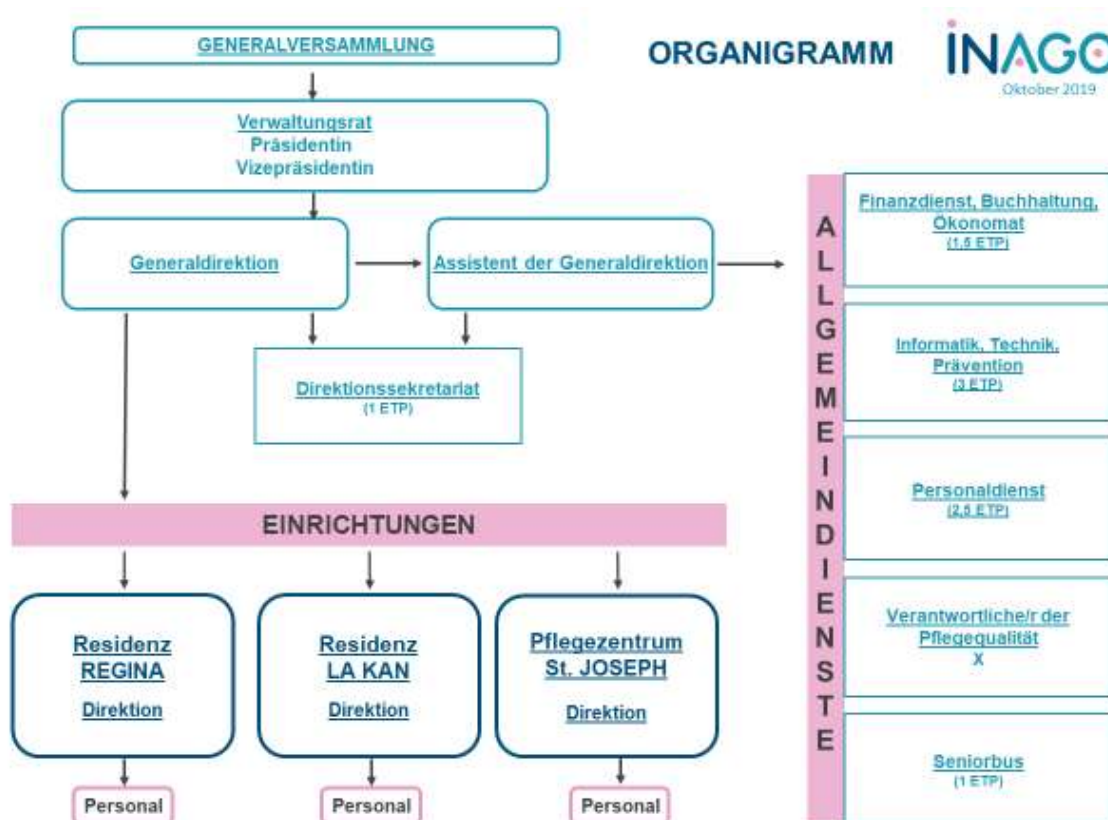 GENERALVERSAMMLUNG
ORGANIGRAMM
INAGO
Oktober 2019
Verwaltungsrat
Präsidentin
Vizepräsidentin
Generaldirektion
Assistent der Generaldirektion
Direktionssekretariat
(1 ETP)
EINRICHTUNGEN
Residenz
REGINA
Direktion
Residenz
LA KAN
Direktion
Pflegezentrum
St. JOSEPH
Direktion
Personal
Personal
Personal
ALLGEMEINDIENSTE
Finanzdienst, Buchhaltung,
Ökonomat
(1,5 ETP)
Informatik, Technik,
Prävention
(3 ETP)
Personaldienst
(2,5 ETP)
Verantwortliche/r der
Pflegequalität
X
Seniorbus
(1 ETP)